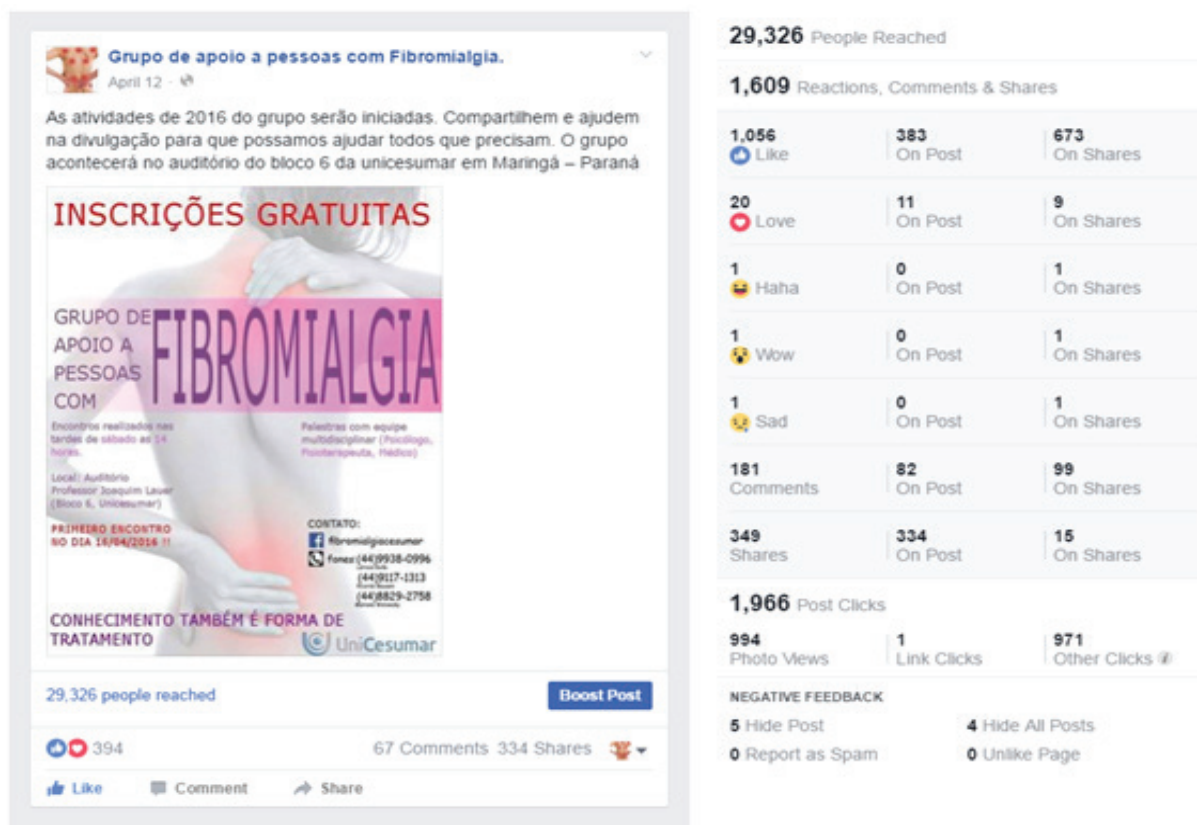 Grupo de apoio a pessoas com Fibromialgia.
April 12
As atividades de 2016 do grupo serão iniciadas. Compartilhem e ajudem
na divulgação para que possamos ajudar todos que precisam. O grupo
acontecerá no auditório do bloco 6 da unicesumar em Maringá – Paraná
INSCRIÇÕES GRATUITAS
GRUPO DE
APOIO A
PESSOAS
COM
FIBROMIALGIA
Encontros realizados nas
tardes de sábado as 14
horas.
Local: Auditório
Professor Joaquim Lauer
(Bloco 6, Unicesumar)
PRIMEIRO ENCONTRO
NO DIA 16/04/2016 !!
Palestras com equipe
multidisciplinar (Psicólogo,
Fisioterapeuta, Médico)
CONTATO:
fibromialgiacesumar
fones:(44)9938-0996
(44)9117-1313
(44)8829-2758
CONHECIMENTO TAMBÉM É FORMA DE
TRATAMENTO
UniCesumar
29,326 people reached
Boost Post
394
67 Comments 334 Shares
Like Comment Share
29,326 People Reached
1,609 Reactions, Comments & Shares
1,056 383 673
Like On Post On Shares
20 11 9
Love On Post On Shares
1 0 1
Haha On Post On Shares
1 0 1
Wow On Post On Shares
1 0 1
Sad On Post On Shares
181 82 99
Comments On Post On Shares
349 334 15
Shares On Post On Shares
1,966 Post Clicks
994 1 971
Photo Views Link Clicks Other Clicks
NEGATIVE FEEDBACK
5 Hide Post 4 Hide All Posts
0 Report as Spam 0 Unlike Page